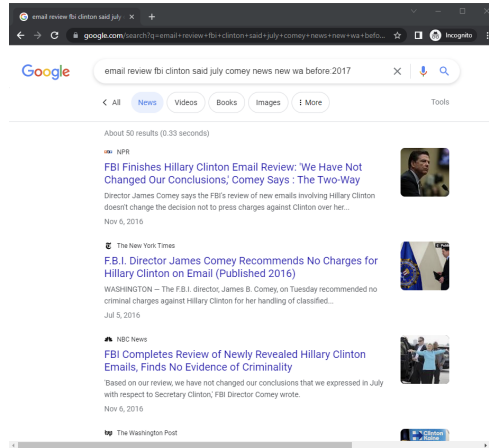 email review fbi clinton said july
google.com/search?q=email+review+fbi+clinton+said+july+comey+news+new+wa+befo...
Incognito
Google
email review fbi clinton said july comey news new wa before:2017
All News Videos Books Images More
Tools
About 50 results (0.33 seconds)
NPR
FBI Finishes Hillary Clinton Email Review: 'We Have Not
Changed Our Conclusions,' Comey Says : The Two-Way
Director James Comey says the FBI's review of new emails involving Hillary Clinton
doesn't change the decision not to press charges against Clinton over her...
Nov 6, 2016
The New York Times
F.B.I. Director James Comey Recommends No Charges for
Hillary Clinton on Email (Published 2016)
WASHINGTON — The F.B.I. director, James B. Comey, on Tuesday recommended no
criminal charges against Hillary Clinton for her handling of classified...
Jul 5, 2016
NBC News
FBI Completes Review of Newly Revealed Hillary Clinton
Emails, Finds No Evidence of Criminality
'Based on our review, we have not changed our conclusions that we expressed in July
with respect to Secretary Clinton,' FBI Director Comey wrote.
Nov 6, 2016
wp The Washington Post
Clinton
Kaine